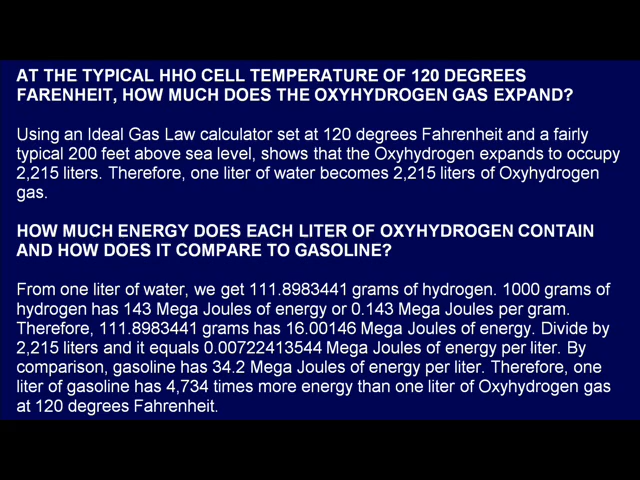 AT THE TYPICAL HHO CELL TEMPERATURE OF 120 DEGREES
FARENHEIT, HOW MUCH DOES THE OXYHYDROGEN GAS EXPAND?
Using an Ideal Gas Law calculator set at 120 degrees Fahrenheit and a fairly
typical 200 feet above sea level, shows that the Oxyhydrogen expands to occupy
2,215 liters. Therefore, one liter of water becomes 2,215 liters of Oxyhydrogen
gas.
HOW MUCH ENERGY DOES EACH LITER OF OXYHYDROGEN CONTAIN
AND HOW DOES IT COMPARE TO GASOLINE?
From one liter of water, we get 111.8983441 grams of hydrogen. 1000 grams of
hydrogen has 143 Mega Joules of energy or 0.143 Mega Joules per gram.
Therefore, 111.8983441 grams has 16.00146 Mega Joules of energy. Divide by
2,215 liters and it equals 0.00722413544 Mega Joules of energy per liter. By
comparison, gasoline has 34.2 Mega Joules of energy per liter. Therefore, one
liter of gasoline has 4,734 times more energy than one liter of Oxyhydrogen gas
at 120 degrees Fahrenheit.